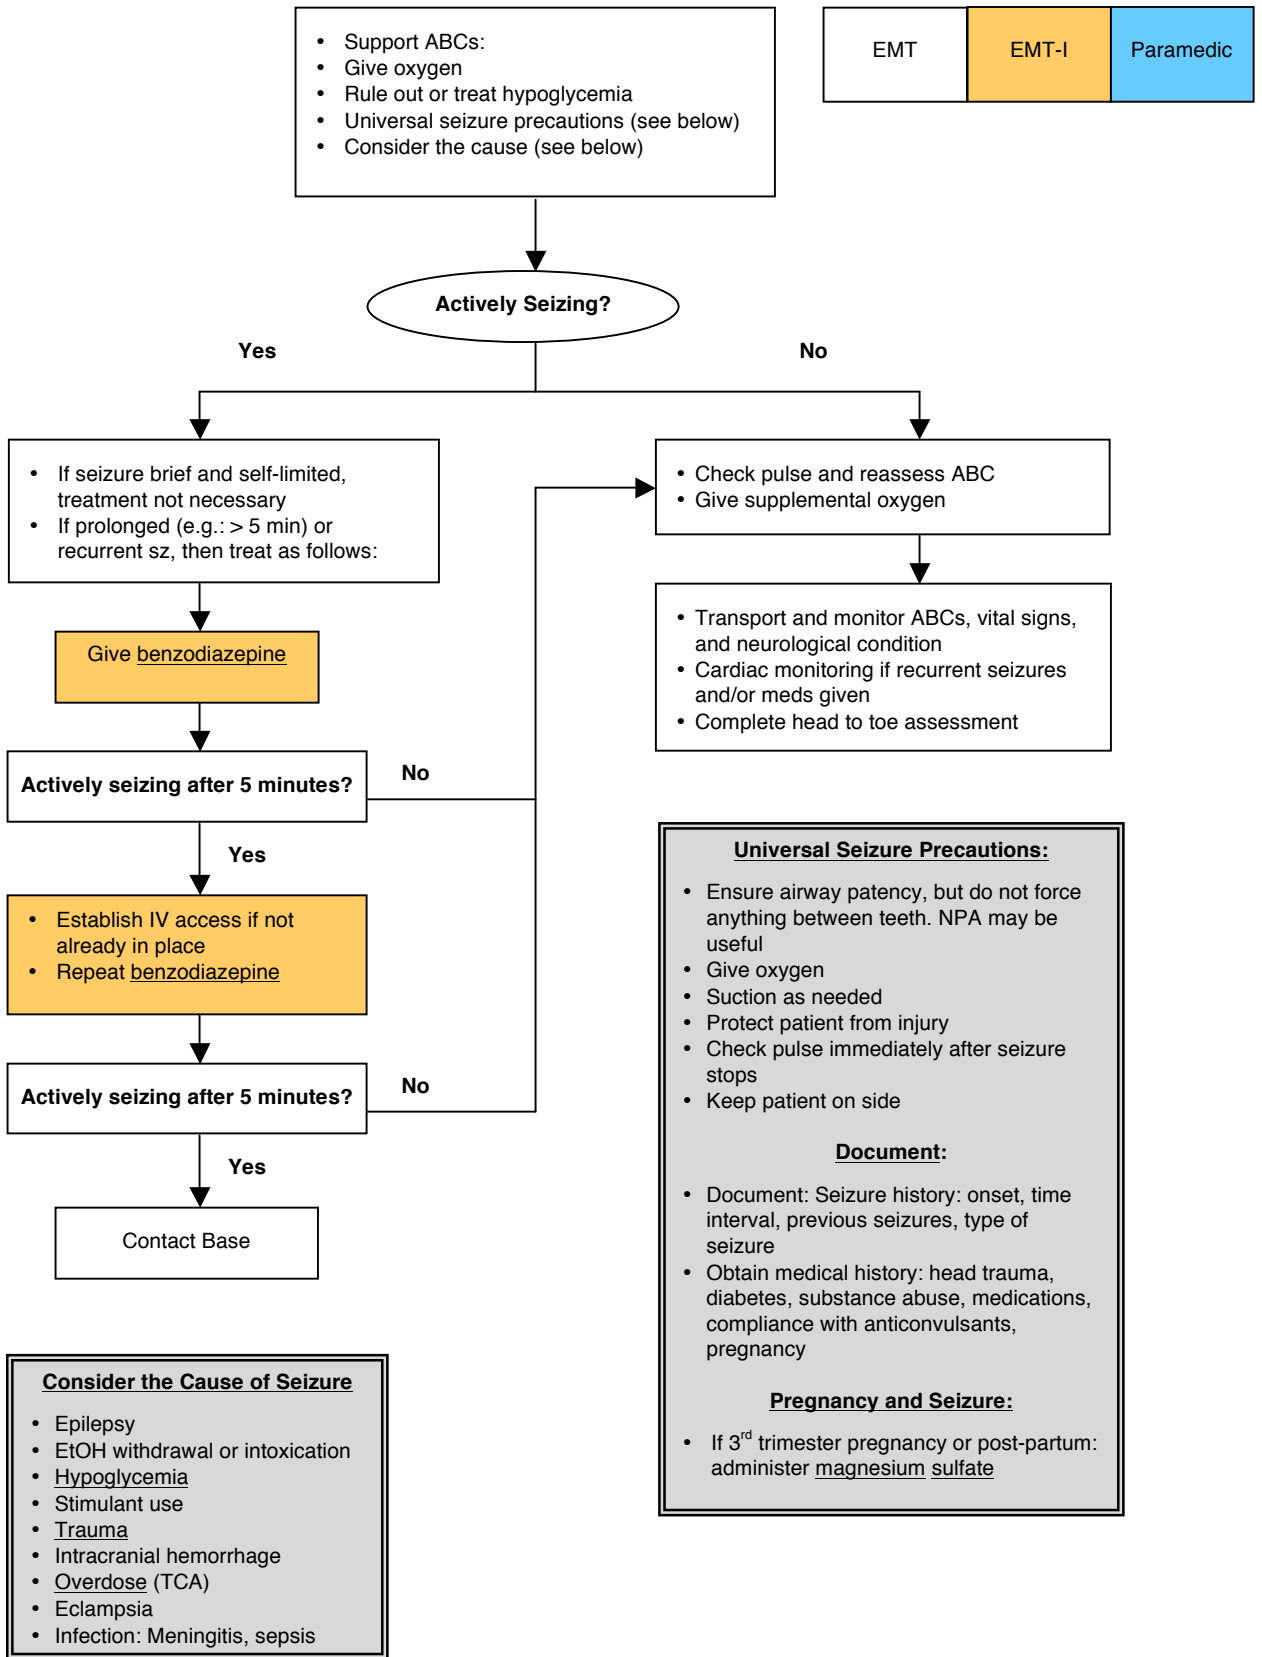 • Support ABCs:
• Give oxygen
• Rule out or treat hypoglycemia
• Universal seizure precautions (see below)
• Consider the cause (see below)
EMT
EMT-I
Paramedic
Actively Seizing?
Yes
No
• If seizure brief and self-limited,
treatment not necessary
• If prolonged (e.g.: > 5 min) or
recurrent sz, then treat as follows:
• Check pulse and reassess ABC
• Give supplemental oxygen
• Transport and monitor ABCs, vital signs,
and neurological condition
• Cardiac monitoring if recurrent seizures
and/or meds given
• Complete head to toe assessment
Give benzodiazepine
Actively seizing after 5 minutes?
No
Yes
• Establish IV access if not
already in place
• Repeat benzodiazepine
Actively seizing after 5 minutes?
No
Yes
Contact Base
Universal Seizure Precautions:
• Ensure airway patency, but do not force
anything between teeth. NPA may be
useful
• Give oxygen
• Suction as needed
• Protect patient from injury
• Check pulse immediately after seizure
stops
• Keep patient on side
Document:
• Document: Seizure history: onset, time
interval, previous seizures, type of
seizure
• Obtain medical history: head trauma,
diabetes, substance abuse, medications,
compliance with anticonvulsants,
pregnancy
Pregnancy and Seizure:
• If 3rd trimester pregnancy or post-partum:
administer magnesium sulfate
Consider the Cause of Seizure
• Epilepsy
• EtOH withdrawal or intoxication
• Hypoglycemia
• Stimulant use
• Trauma
• Intracranial hemorrhage
• Overdose (TCA)
• Eclampsia
• Infection: Meningitis, sepsis